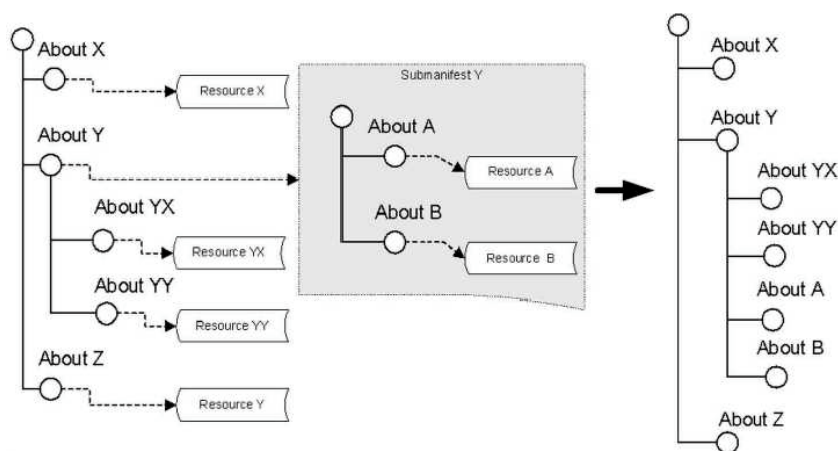 About X
Resource X
About Y
About YX
Resource YX
About YY
Resource YY
About Z
Resource Y
Submanifest Y
About A
Resource A
About B
Resource B
About X
About Y
About YX
About YY
About A
About B
About Z